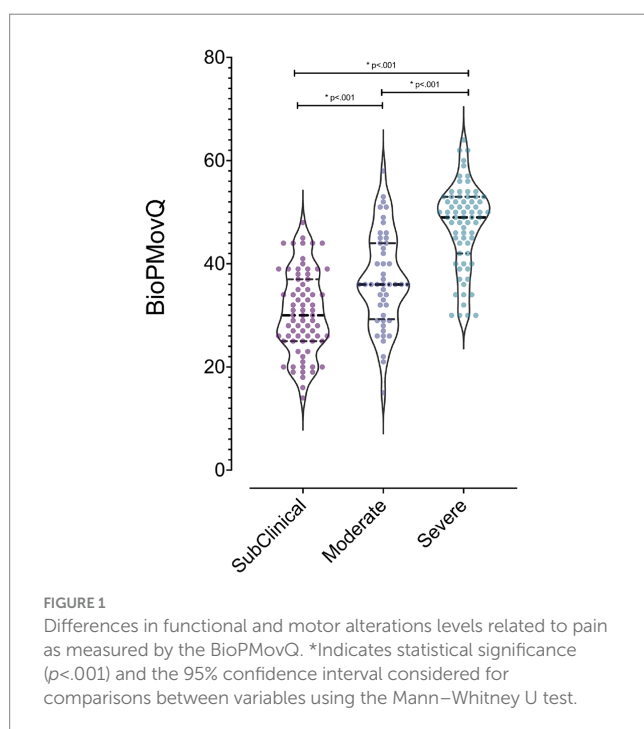 80
* p<.001
* p<.001
* p<.001
60
BioPMovQ
40
20
0
SubClinical
Moderate
Severe
FIGURE 1
Differences in functional and motor alterations levels related to pain
as measured by the BioPMovQ. *Indicates statistical significance
(p<.001) and the 95% confidence interval considered for
comparisons between variables using the Mann–Whitney U test.